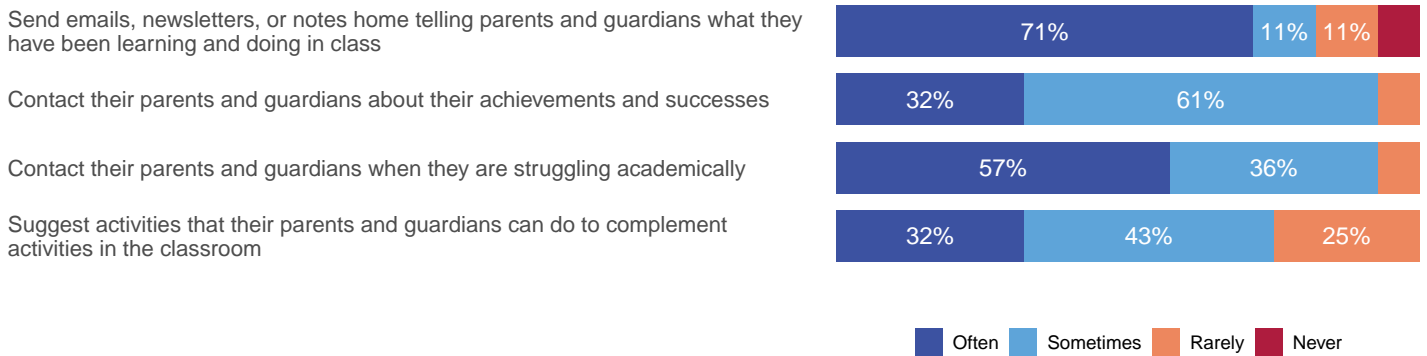 Send emails, newsletters, or notes home telling parents and guardians what they
have been learning and doing in class
71% 11% 11%
Contact their parents and guardians about their achievements and successes
32% 61%
Contact their parents and guardians when they are struggling academically
57% 36%
Suggest activities that their parents and guardians can do to complement
activities in the classroom
32% 43% 25%
Often Sometimes Rarely Never